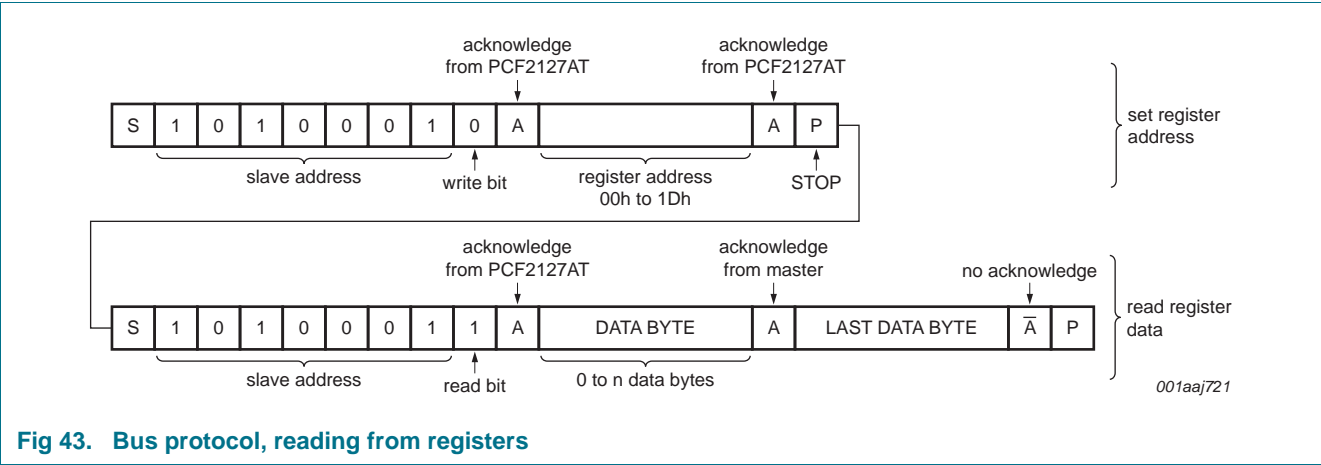 acknowledge
from PCF2127AT
acknowledge
from PCF2127AT
S 1 0 1 0 0 0 1 0 A A P
set register
address
slave address
write bit
register address
00h to 1Dh
STOP
acknowledge
from PCF2127AT
acknowledge
from master
no acknowledge
S 1 0 1 0 0 0 1 1 A DATA BYTE A LAST DATA BYTE A̅ P
read register
data
slave address
read bit
0 to n data bytes
001aaj721
Fig 43. Bus protocol, reading from registers